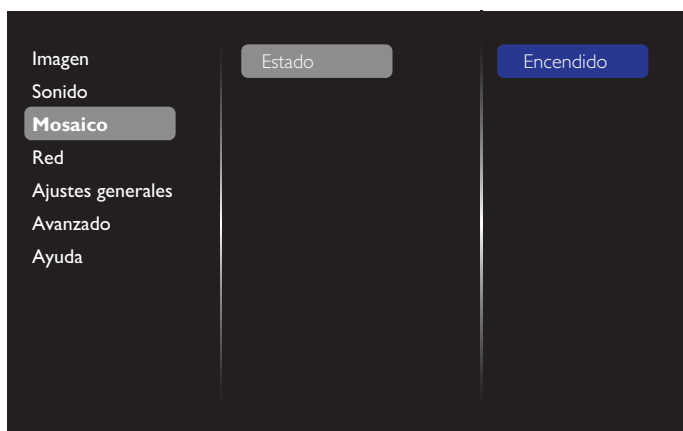 Imagen
Sonido
Mosaico
Red
Ajustes generales
Avanzado
Ayuda
Estado
Encendido